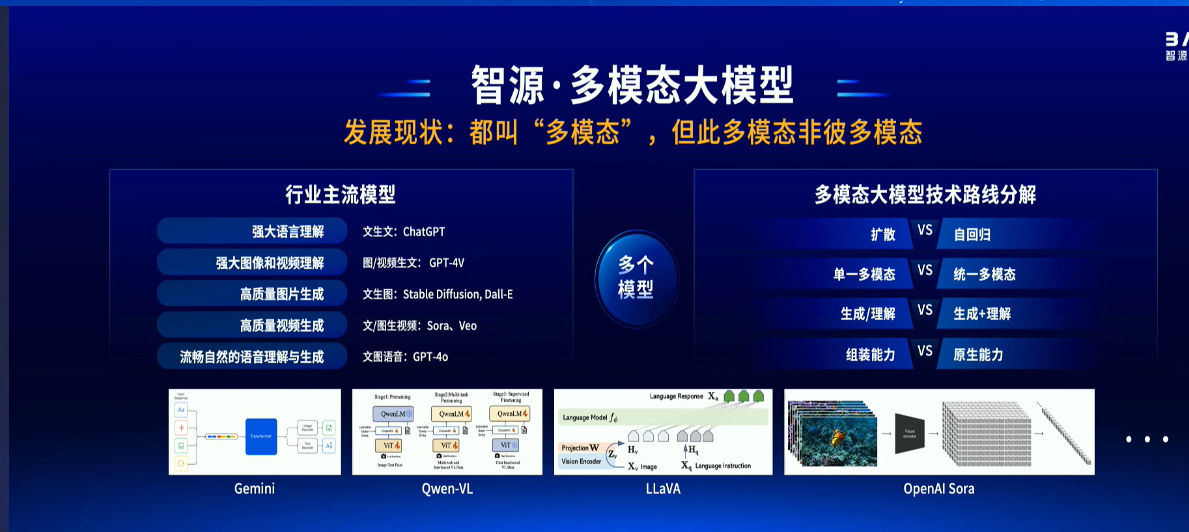 智源
智源·多模态大模型
发展现状：都叫“多模态”，但此多模态非彼多模态
行业主流模型
强大语言理解 文生文：ChatGPT
强大图像和视频理解 图/视频生文： GPT-4V
高质量图片生成 文生图：Stable Diffusion, Dall-E
高质量视频生成 文/图生视频：Sora、Veo
流畅自然的语音理解与生成 文图语音：GPT-4o
多个
模型
多模态大模型技术路线分解
扩散 VS 自回归
单一多模态 VS 统一多模态
生成/理解 VS 生成+理解
组装能力 VS 原生能力
Transformer
Stage1: Pretraining
Stage2:Multi-task
Pretraining
Stage3: Supervised
Finetuning
QwenLM
QwenLM
QwenLM
ViT
ViT
ViT
Language Response Xa
Language Model fϕ
Projection W
Vision Encoder
Zv
Hv
Hq
Xv Image
Xq Language Instruction
Visual
encoder
Gemini
Qwen-VL
LLaVA
OpenAI Sora